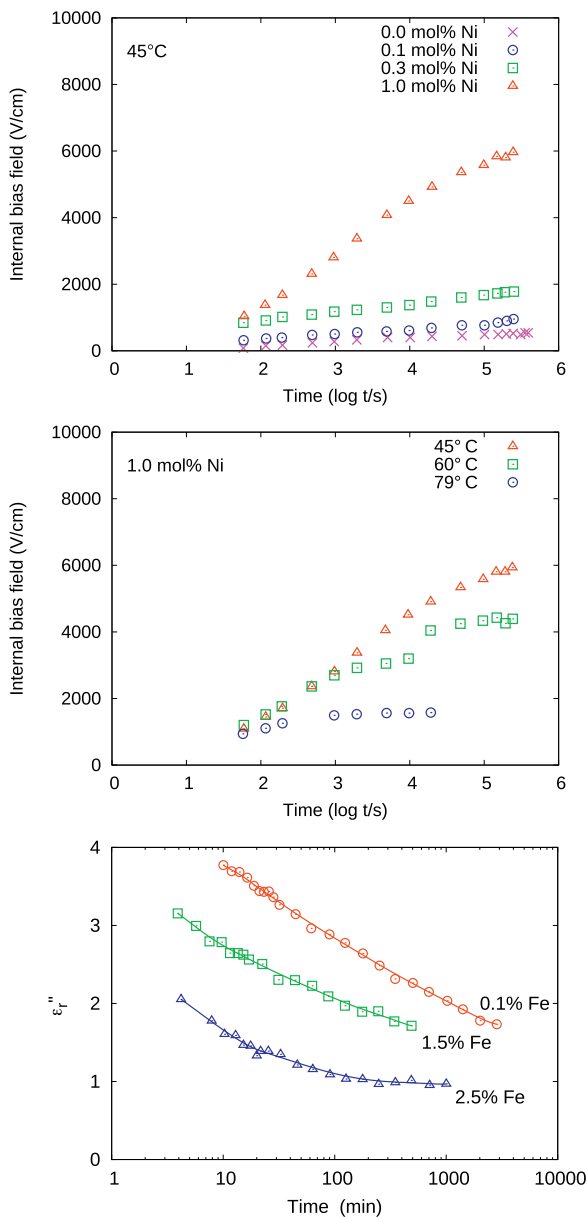 10000
8000
6000
4000
2000
0
Internal bias field (V/cm)
45°C
0.0 mol% Ni
0.1 mol% Ni
0.3 mol% Ni
1.0 mol% Ni
0 1 2 3 4 5 6
Time (log t/s)
10000
8000
6000
4000
2000
0
Internal bias field (V/cm)
1.0 mol% Ni
45° C
60° C
79° C
0 1 2 3 4 5 6
Time (log t/s)
4
3
2
1
0
εr"
0.1% Fe
1.5% Fe
2.5% Fe
1 10 100 1000 10000
Time (min)